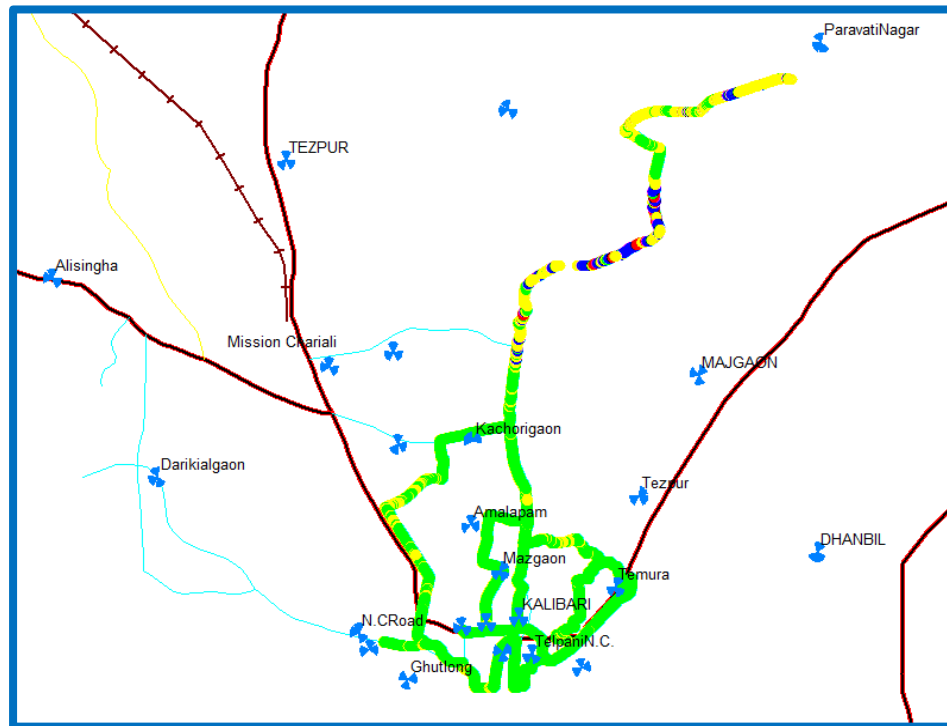 ParavatiNagar
TEZPUR
Alisingha
Mission Chariali
MAJGAON
Kachorigaon
Darikialgaon
Tezpur
Amalapam
DHANBIL
Mazgaon
Temura
KALIBARI
N.CRoad
TelpaniN.C.
Ghutlong